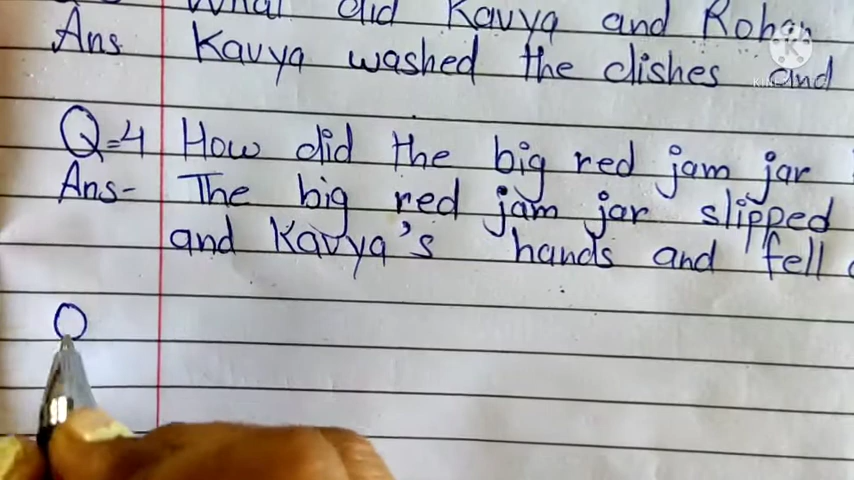 What did Kavya and Rohan
Ans Kavya washed the dishes and
Q=4 How did the big red jam jar
Ans- The big red jam jar slipped
and Kavya's hands and fell
Q